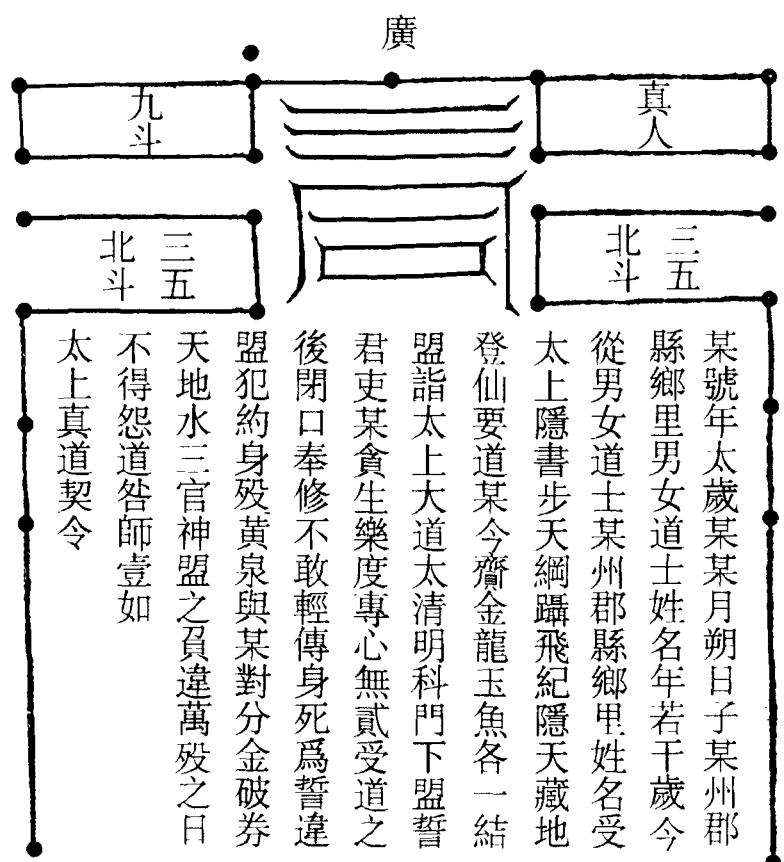 廣
真人
三五
北斗
九斗
三五
北斗
某號年太歲某某月朔日子某州郡
縣鄉里男女道士姓名年若干歲今
從男女道士某州郡縣鄉里姓名受
太上隱書步天綱躡飛紀隱天藏地
登仙要道某今齎金龍玉魚各一結
盟詣太上大道太清明科門下盟誓
君吏某貪生樂度專心無貳受道之
後閉口奉修不敢輕傳身死爲誓違
盟犯約身歿黄泉與某對分金破券
天地水三官神盟之負違萬歿之日
不得怨道咎師壹如
太上真道契令